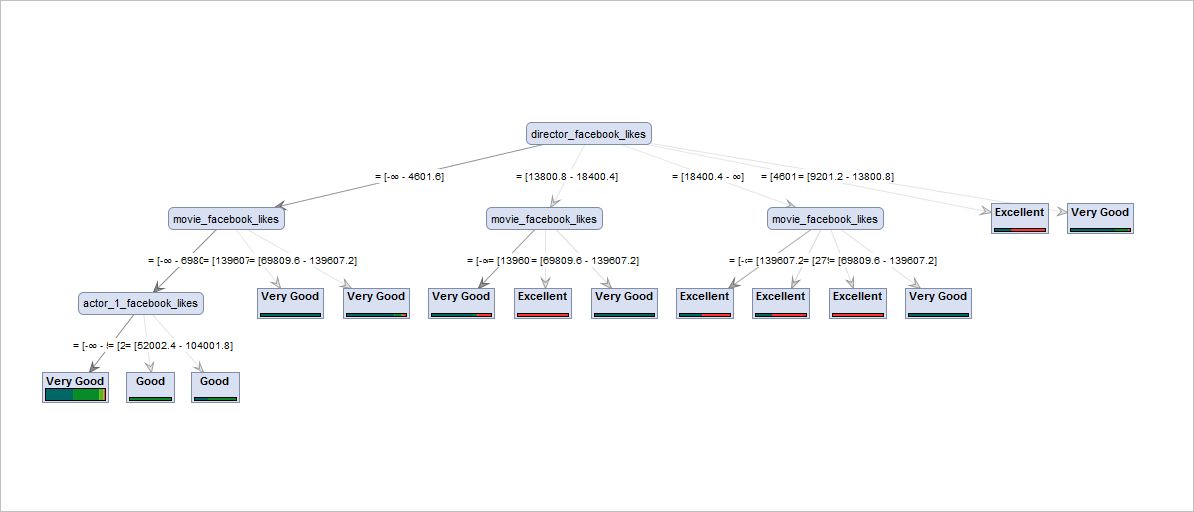 director_facebook_likes
= [-∞ - 4601.6]
= [13800.8 - 18400.4]
= [18400.4 - ∞]
= [4601
= [9201.2 - 13800.8]
movie_facebook_likes
movie_facebook_likes
movie_facebook_likes
Excellent
Very Good
= [-∞ - 698
= [139607
= [69809.6 - 139607.2]
= [-∞
= [13960
= [69809.6 - 139607.2]
= [-
= [139607.2
= [27
= [69809.6 - 139607.2]
actor_1_facebook_likes
Very Good
Very Good
Very Good
Excellent
Very Good
Excellent
Excellent
Excellent
Very Good
= [-∞ -
= [2
= [52002.4 - 104001.8]
Very Good
Good
Good